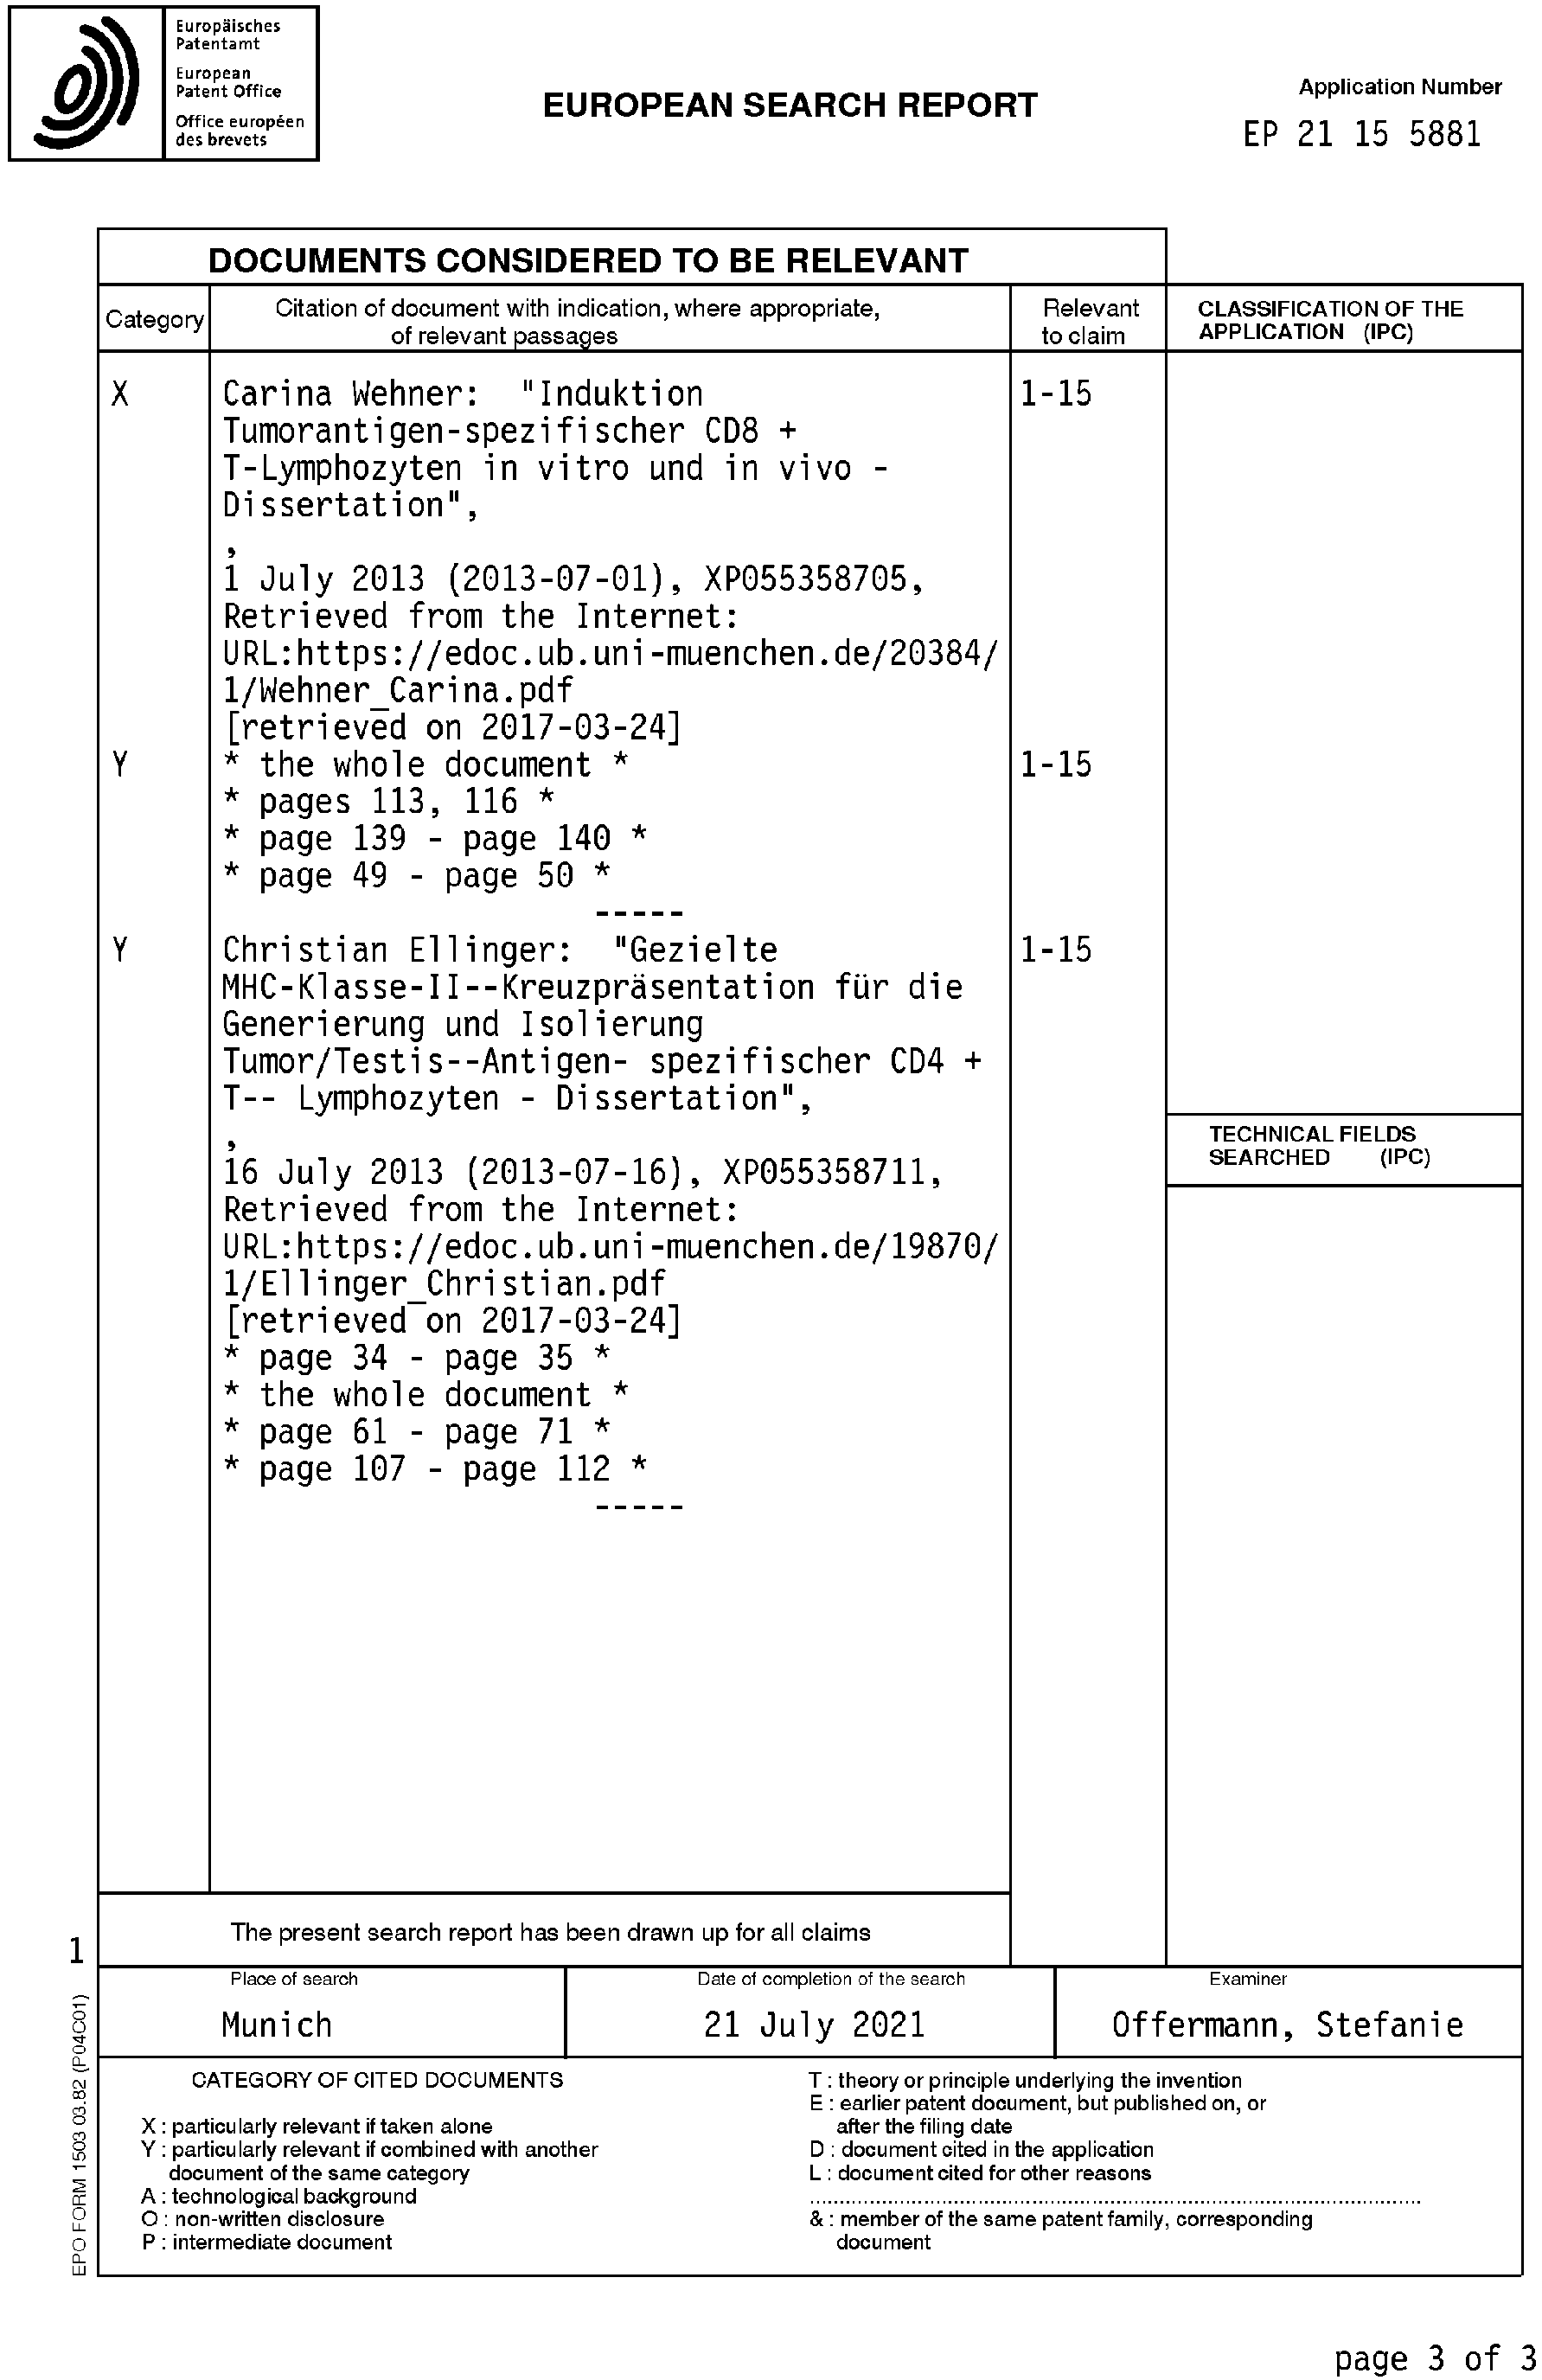 Europäisches
Patentamt
European
Patent Office
Office européen
des brevets
EUROPEAN SEARCH REPORT
Application Number
EP 21 15 5881
DOCUMENTS CONSIDERED TO BE RELEVANT
Category
Citation of document with indication, where appropriate,
of relevant passages
Relevant
to claim
CLASSIFICATION OF THE
APPLICATION (IPC)
X
Carina Wehner: "Induktion
1-15
Tumorantigen-spezifischer CD8 +
T-Lymphozyten in vitro und in vivo -
Dissertation",
,
1 July 2013 (2013-07-01), XP055358705,
Retrieved from the Internet:
URL:https://edoc.ub.uni-muenchen.de/20384/
1/Wehner_Carina.pdf
[retrieved on 2017-03-24]
Y
* the whole document *
1-15
* pages 113, 116 *
* page 139 - page 140 *
* page 49 - page 50 *
-----
Y
Christian Ellinger: "Gezielte
1-15
MHC-Klasse-II--Kreuzpräsentation für die
Generierung und Isolierung
Tumor/Testis--Antigen- spezifischer CD4 +
T-- Lymphozyten - Dissertation",
,
16 July 2013 (2013-07-16), XP055358711,
Retrieved from the Internet:
URL:https://edoc.ub.uni-muenchen.de/19870/
1/Ellinger_Christian.pdf
[retrieved on 2017-03-24]
* page 34 - page 35 *
* the whole document *
* page 61 - page 71 *
* page 107 - page 112 *
-----
TECHNICAL FIELDS
SEARCHED (IPC)
The present search report has been drawn up for all claims
1
Place of search
Munich
Date of completion of the search
21 July 2021
Examiner
Offermann, Stefanie
EPO FORM 1503 03.82 (P04C01)
CATEGORY OF CITED DOCUMENTS
X : particularly relevant if taken alone
Y : particularly relevant if combined with another
document of the same category
A : technological background
O : non-written disclosure
P : intermediate document
T : theory or principle underlying the invention
E : earlier patent document, but published on, or
after the filing date
D : document cited in the application
L : document cited for other reasons
& : member of the same patent family, corresponding
document
page 3 of 3